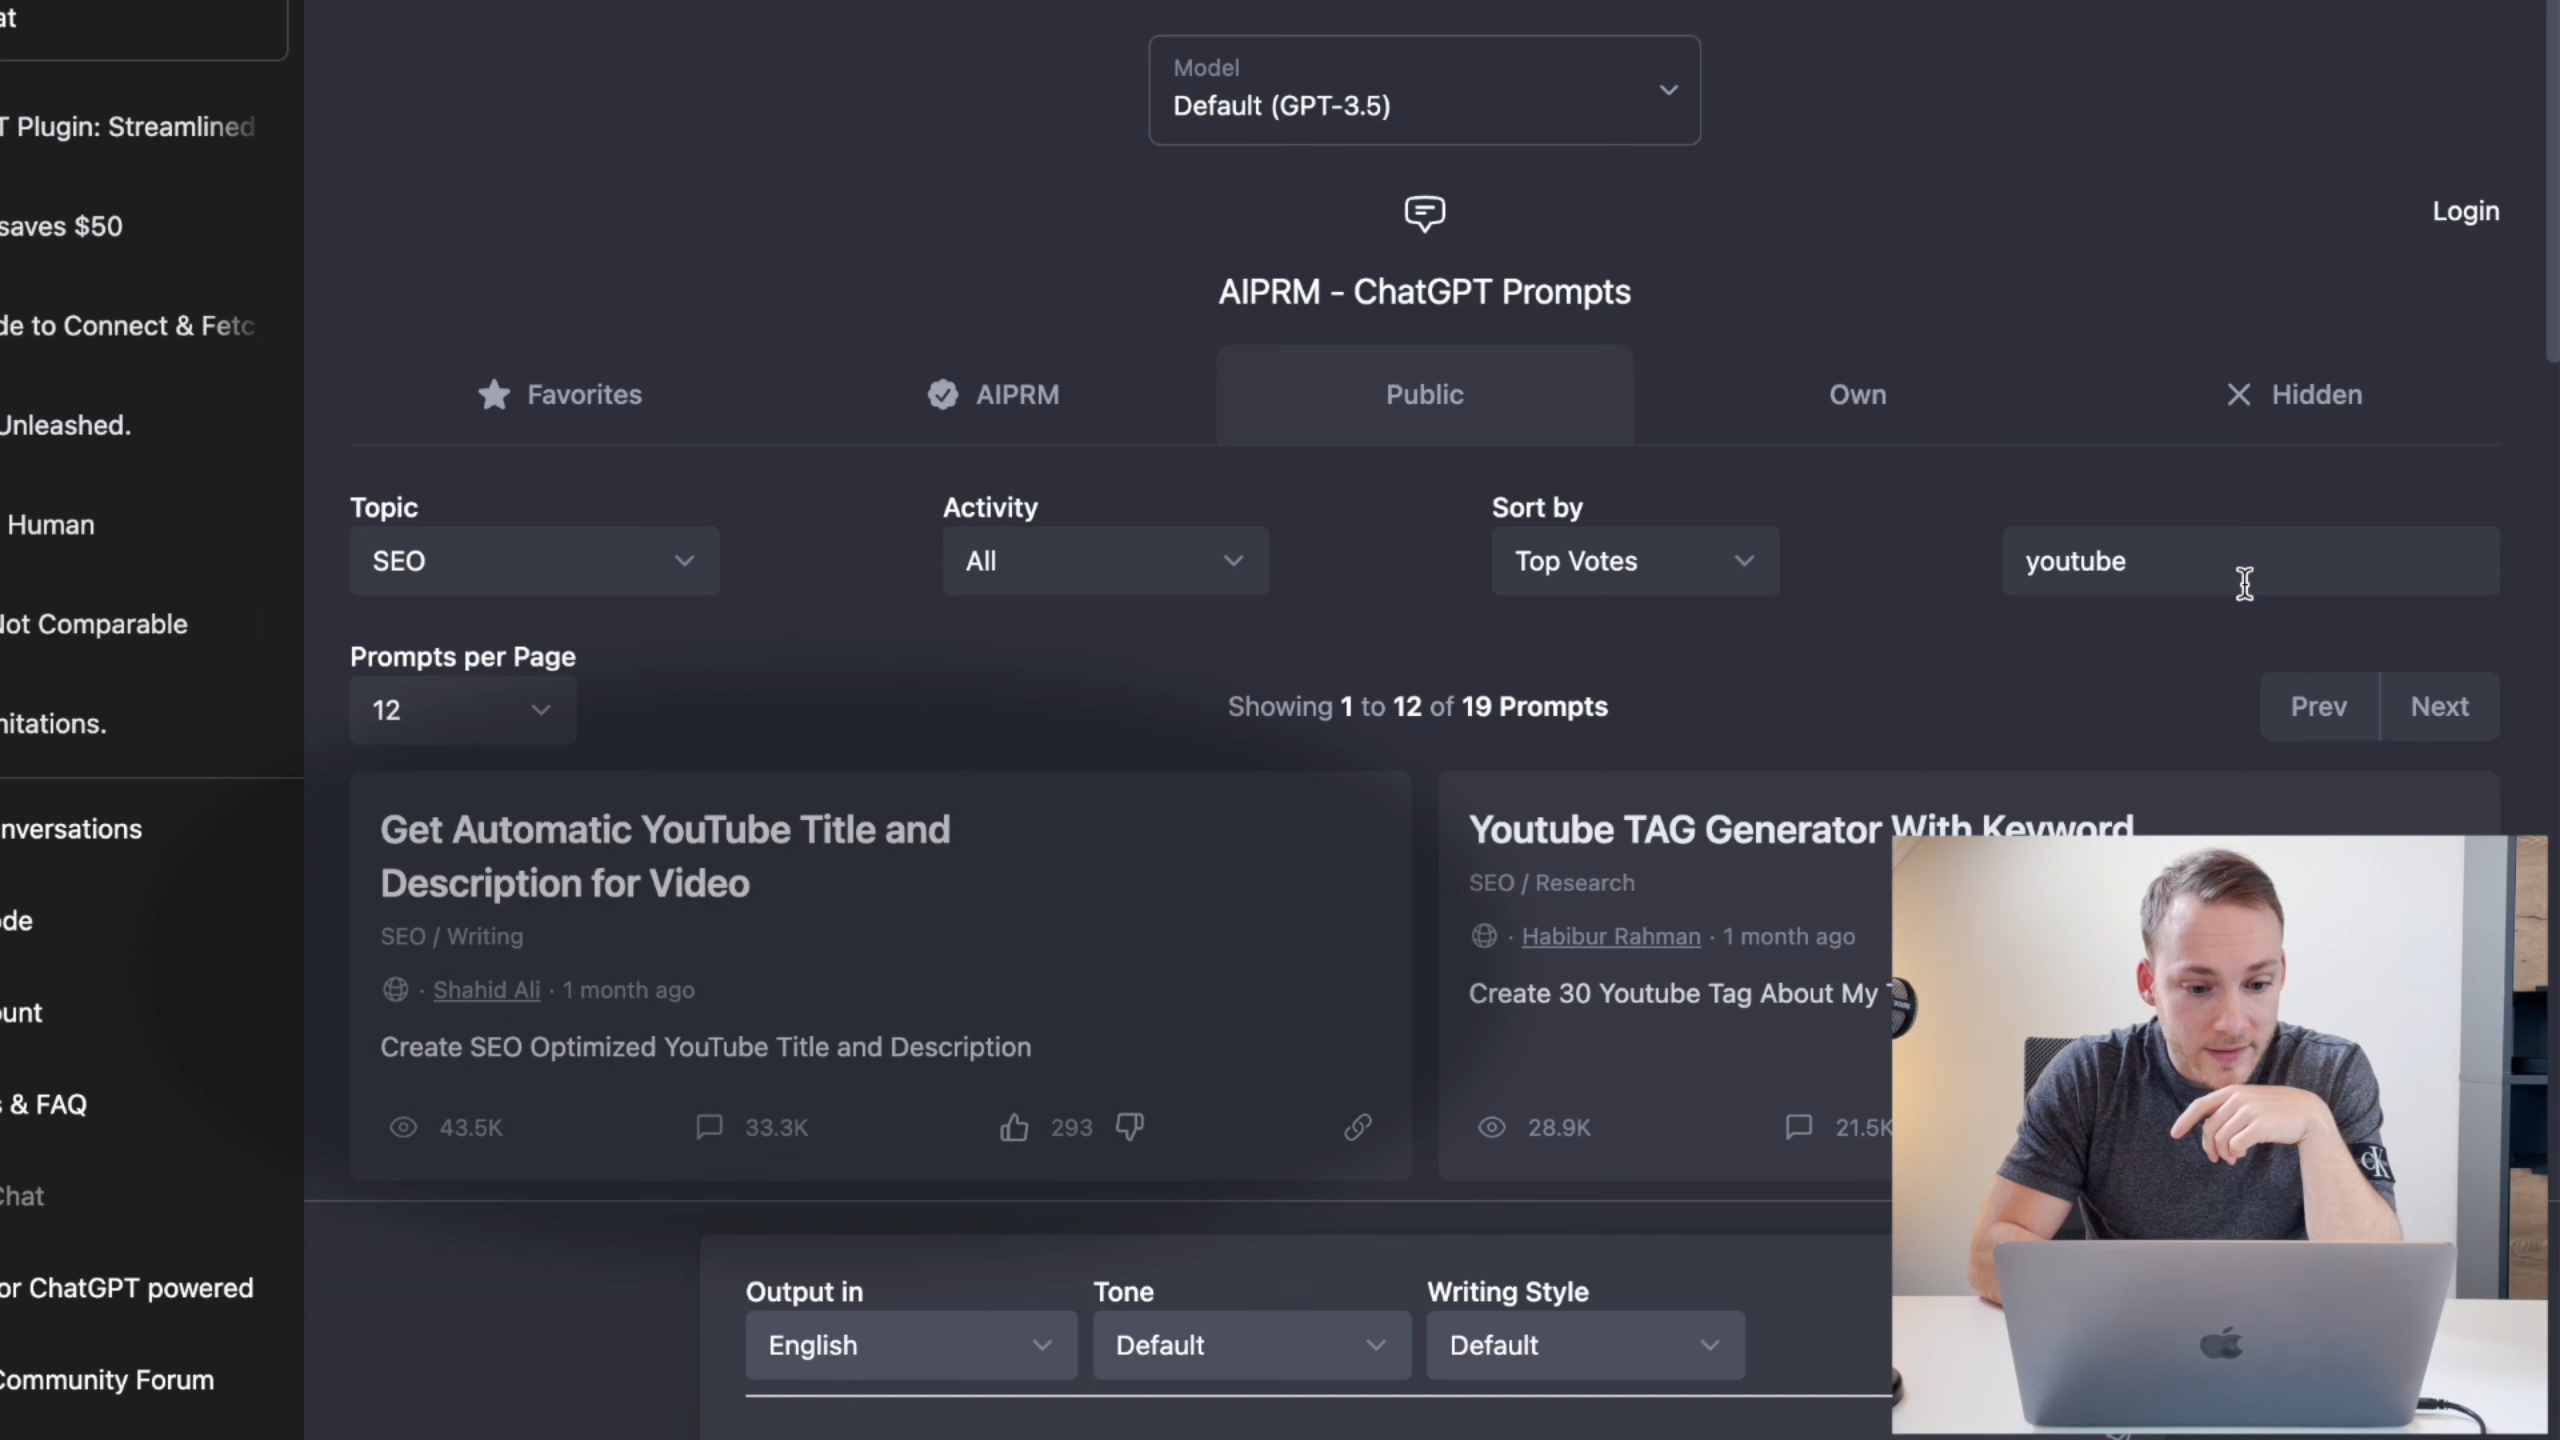 at
T Plugin: Streamlined
saves $50
de to Connect & Fetc
Unleashed.
Human
Not Comparable
mitations.
nversations
ode
ount
s & FAQ
Chat
or ChatGPT powered
Community Forum
Model
Default (GPT-3.5)
Login
AIPRM - ChatGPT Prompts
Favorites
AIPRM
Public
Own
Hidden
Topic
SEO
Activity
All
Sort by
Top Votes
youtube
Prompts per Page
12
Showing 1 to 12 of 19 Prompts
Prev
Next
Get Automatic YouTube Title and
Description for Video
SEO / Writing
· Shahid Ali · 1 month ago
Create SEO Optimized YouTube Title and Description
43.5K
33.3K
293
Youtube TAG Generator With Keyword
SEO / Research
· Habibur Rahman · 1 month ago
Create 30 Youtube Tag About My
28.9K
21.5K
Output in
English
Tone
Default
Writing Style
Default
cK